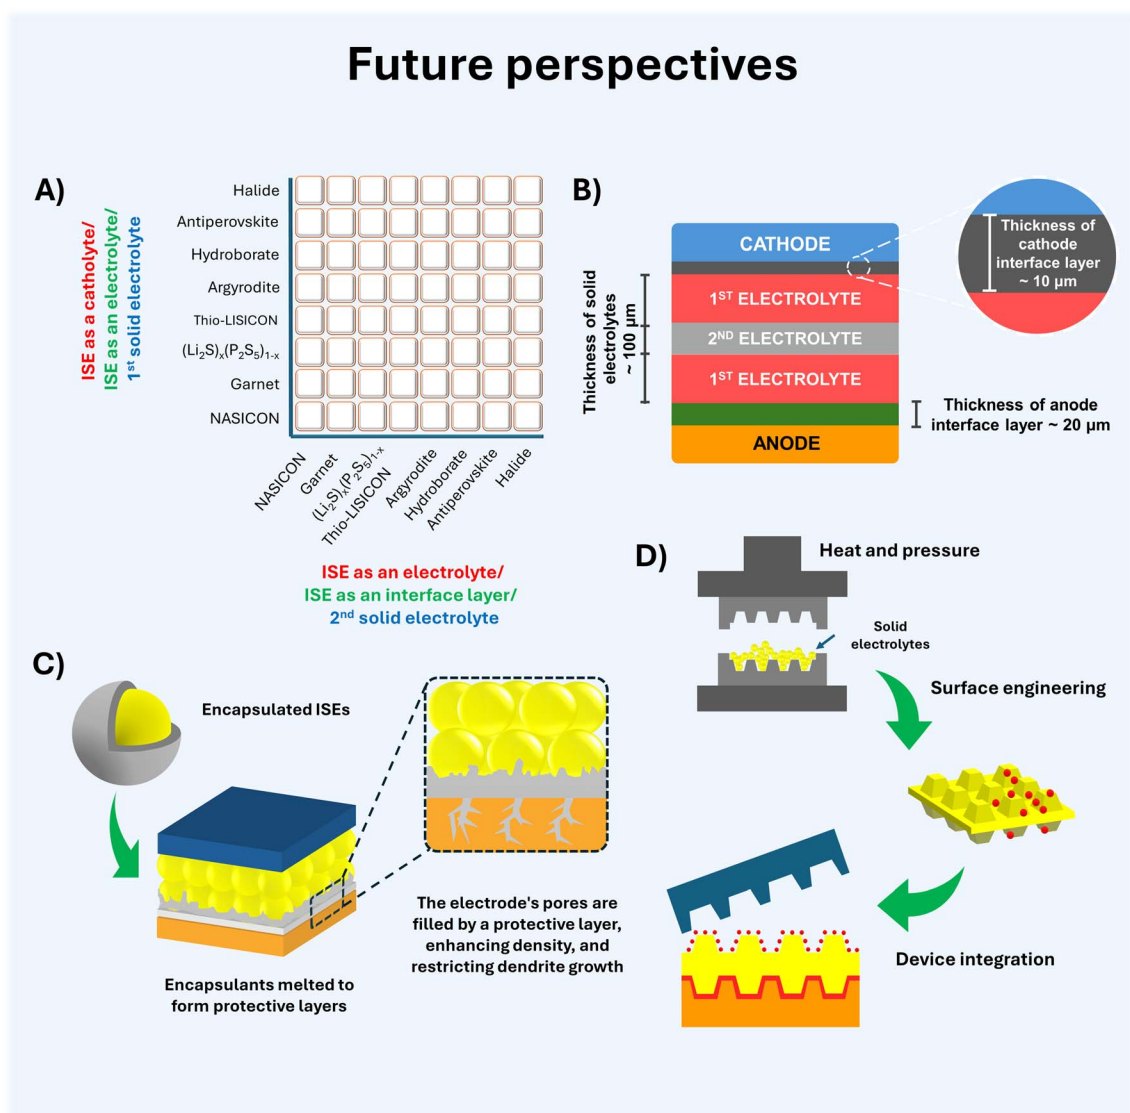 Future perspectives
A)
ISE as a catholyte/
ISE as an electrolyte/
1st solid electrolyte
Halide
Antiperovskite
Hydroborate
Argyrodite
Thio-LISICON
(Li2S)x(P2S5)1-x
Garnet
NASICON
NASICON
Garnet
(Li2S)x(P2S5)1-x
Thio-LISICON
Argyrodite
Hydroborate
Antiperovskite
Halide
ISE as an electrolyte/
ISE as an interface layer/
2nd solid electrolyte
B)
Thickness of solid
electrolytes
~ 100 µm
CATHODE
1ST ELECTROLYTE
2ND ELECTROLYTE
1ST ELECTROLYTE
ANODE
Thickness of
cathode
interface layer
~ 10 µm
Thickness of anode
interface layer ~ 20 µm
C)
Encapsulated ISEs
Encapsulants melted to
form protective layers
The electrode's pores are
filled by a protective layer,
enhancing density, and
restricting dendrite growth
D)
Heat and pressure
Solid
electrolytes
Surface engineering
Device integration